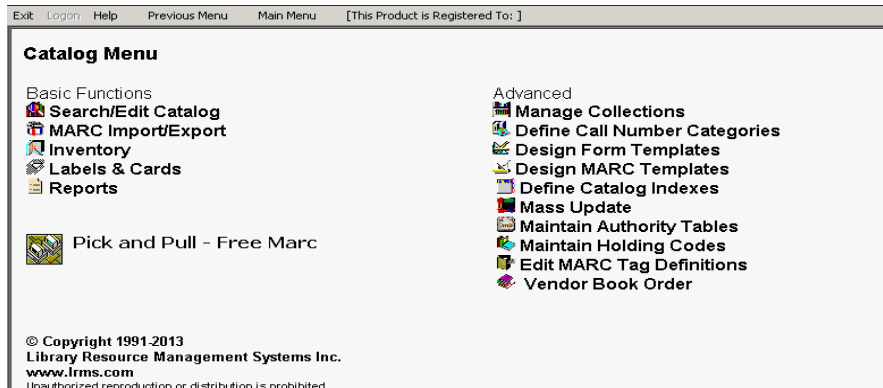 Exit Logon Help Previous Menu Main Menu [This Product is Registered To: ]
Catalog Menu
Basic Functions
Search/Edit Catalog
MARC Import/Export
Inventory
Labels & Cards
Reports
Pick and Pull - Free Marc
Advanced
Manage Collections
Define Call Number Categories
Design Form Templates
Design MARC Templates
Define Catalog Indexes
Mass Update
Maintain Authority Tables
Maintain Holding Codes
Edit MARC Tag Definitions
Vendor Book Order
© Copyright 1991-2013
Library Resource Management Systems Inc.
www.lrms.com
Unauthorized reproduction or distribution is prohibited